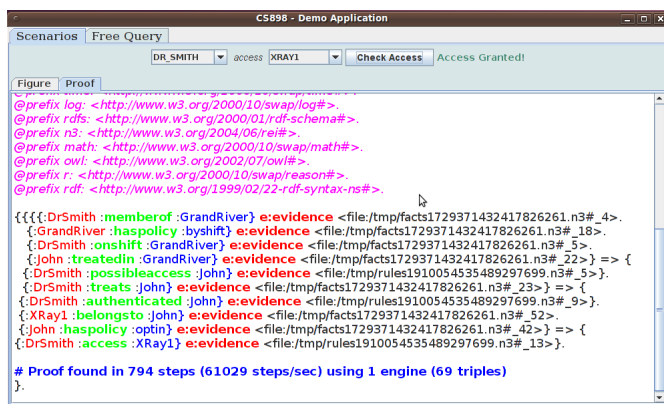 CS898 - Demo Application
Scenarios Free Query
DR_SMITH access XRAY1 Check Access Access Granted!
Figure Proof
@prefix log: <http://www.w3.org/2000/10/swap/log#>.
@prefix rdfs: <http://www.w3.org/2000/01/rdf-schema#>.
@prefix n3: <http://www.w3.org/2004/06/rei#>.
@prefix math: <http://www.w3.org/2000/10/swap/math#>.
@prefix owl: <http://www.w3.org/2002/07/owl#>.
@prefix r: <http://www.w3.org/2000/10/swap/reason#>.
@prefix rdf: <http://www.w3.org/1999/02/22-rdf-syntax-ns#>.
{{{{:DrSmith :memberof :GrandRiver} e:evidence <file:/tmp/facts1729371432417826261.n3#_4>.
{:GrandRiver :haspolicy :byshift} e:evidence <file:/tmp/facts1729371432417826261.n3#_18>.
{:DrSmith :onshift :GrandRiver} e:evidence <file:/tmp/facts1729371432417826261.n3#_5>.
{:John :treatedin :GrandRiver} e:evidence <file:/tmp/facts1729371432417826261.n3#_22>} => {
{:DrSmith :possibleaccess :John} e:evidence <file:/tmp/rules1910054535489297699.n3#_5>}.
{:DrSmith :treats :John} e:evidence <file:/tmp/facts1729371432417826261.n3#_23>} => {
{:DrSmith :authenticated :John} e:evidence <file:/tmp/rules1910054535489297699.n3#_9>}.
{:XRay1 :belongsto :John} e:evidence <file:/tmp/facts1729371432417826261.n3#_52>.
{:John :haspolicy :optin} e:evidence <file:/tmp/facts1729371432417826261.n3#_42>} => {
{:DrSmith :access :XRay1} e:evidence <file:/tmp/rules1910054535489297699.n3#_13>}.
# Proof found in 794 steps (61029 steps/sec) using 1 engine (69 triples)
}.